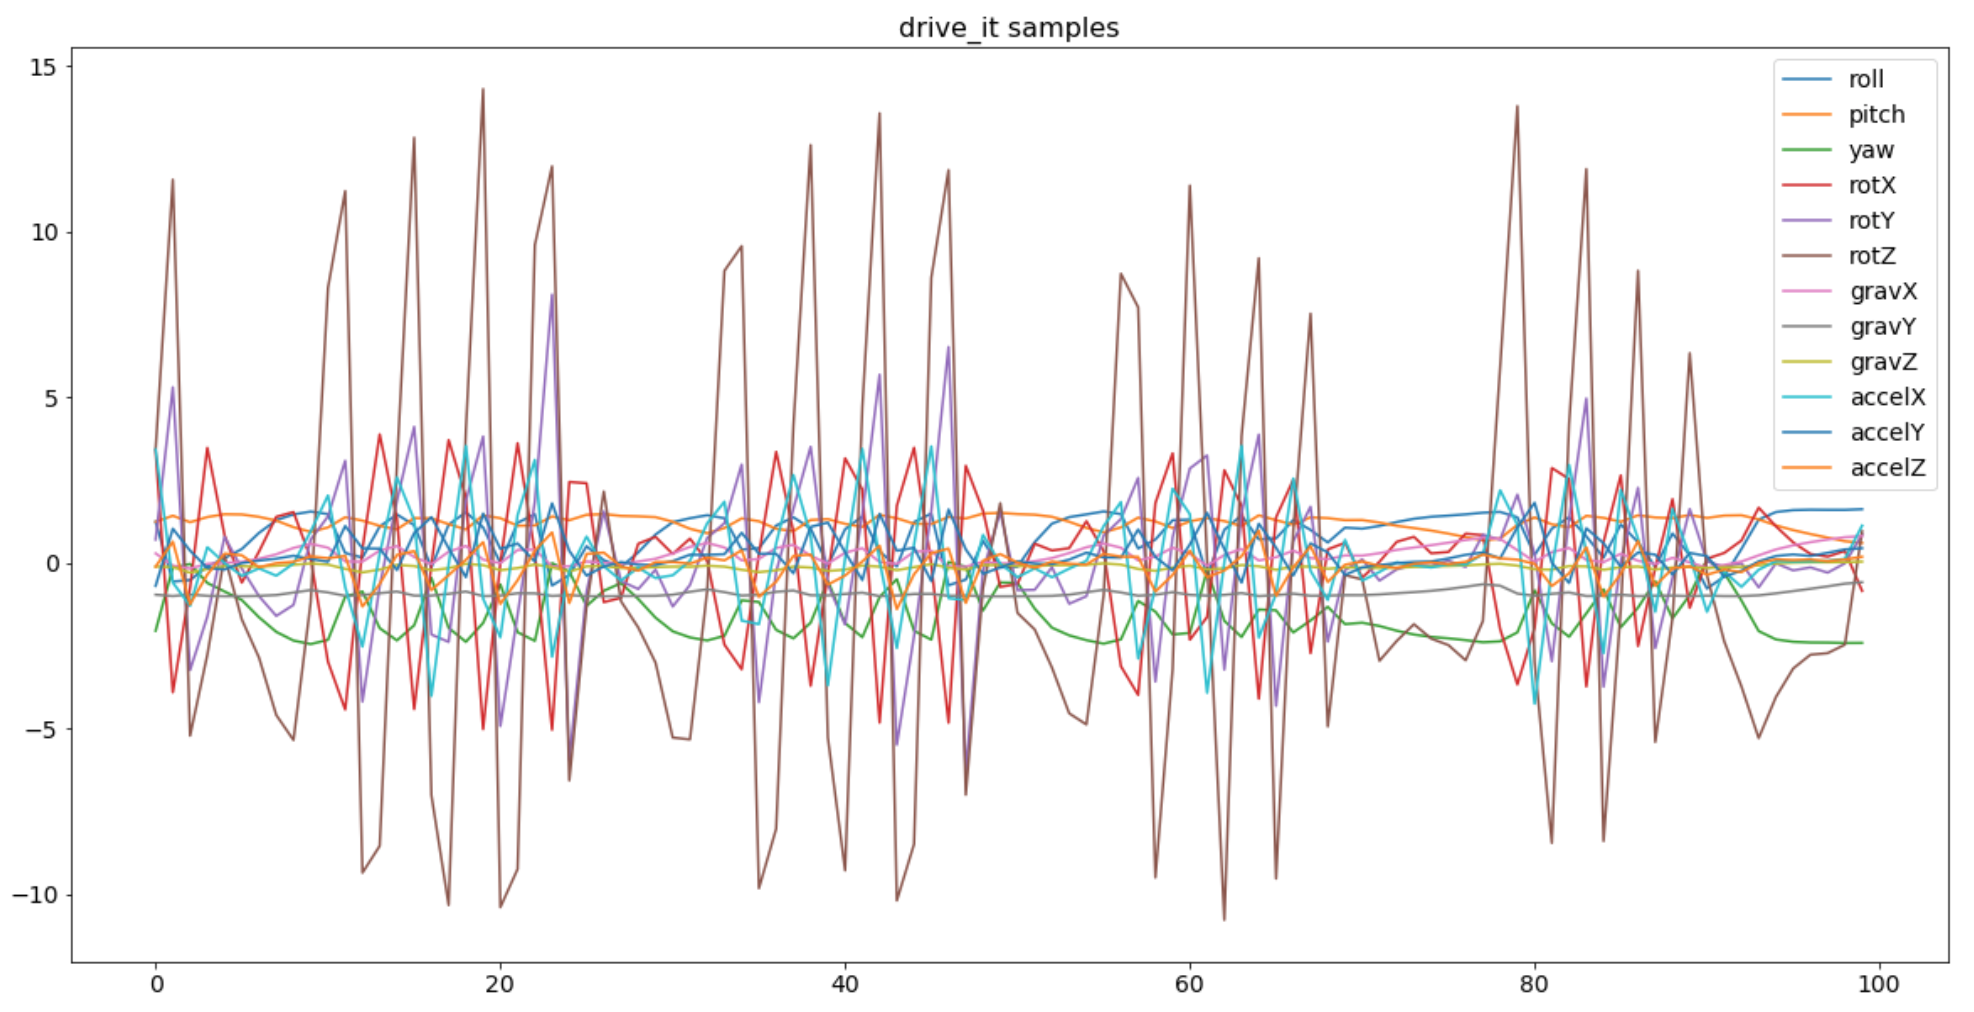 drive_it samples
15
10
5
0
−5
−10
0
20
40
60
80
100
roll
pitch
yaw
rotX
rotY
rotZ
gravX
gravY
gravZ
accelX
accelY
accelZ